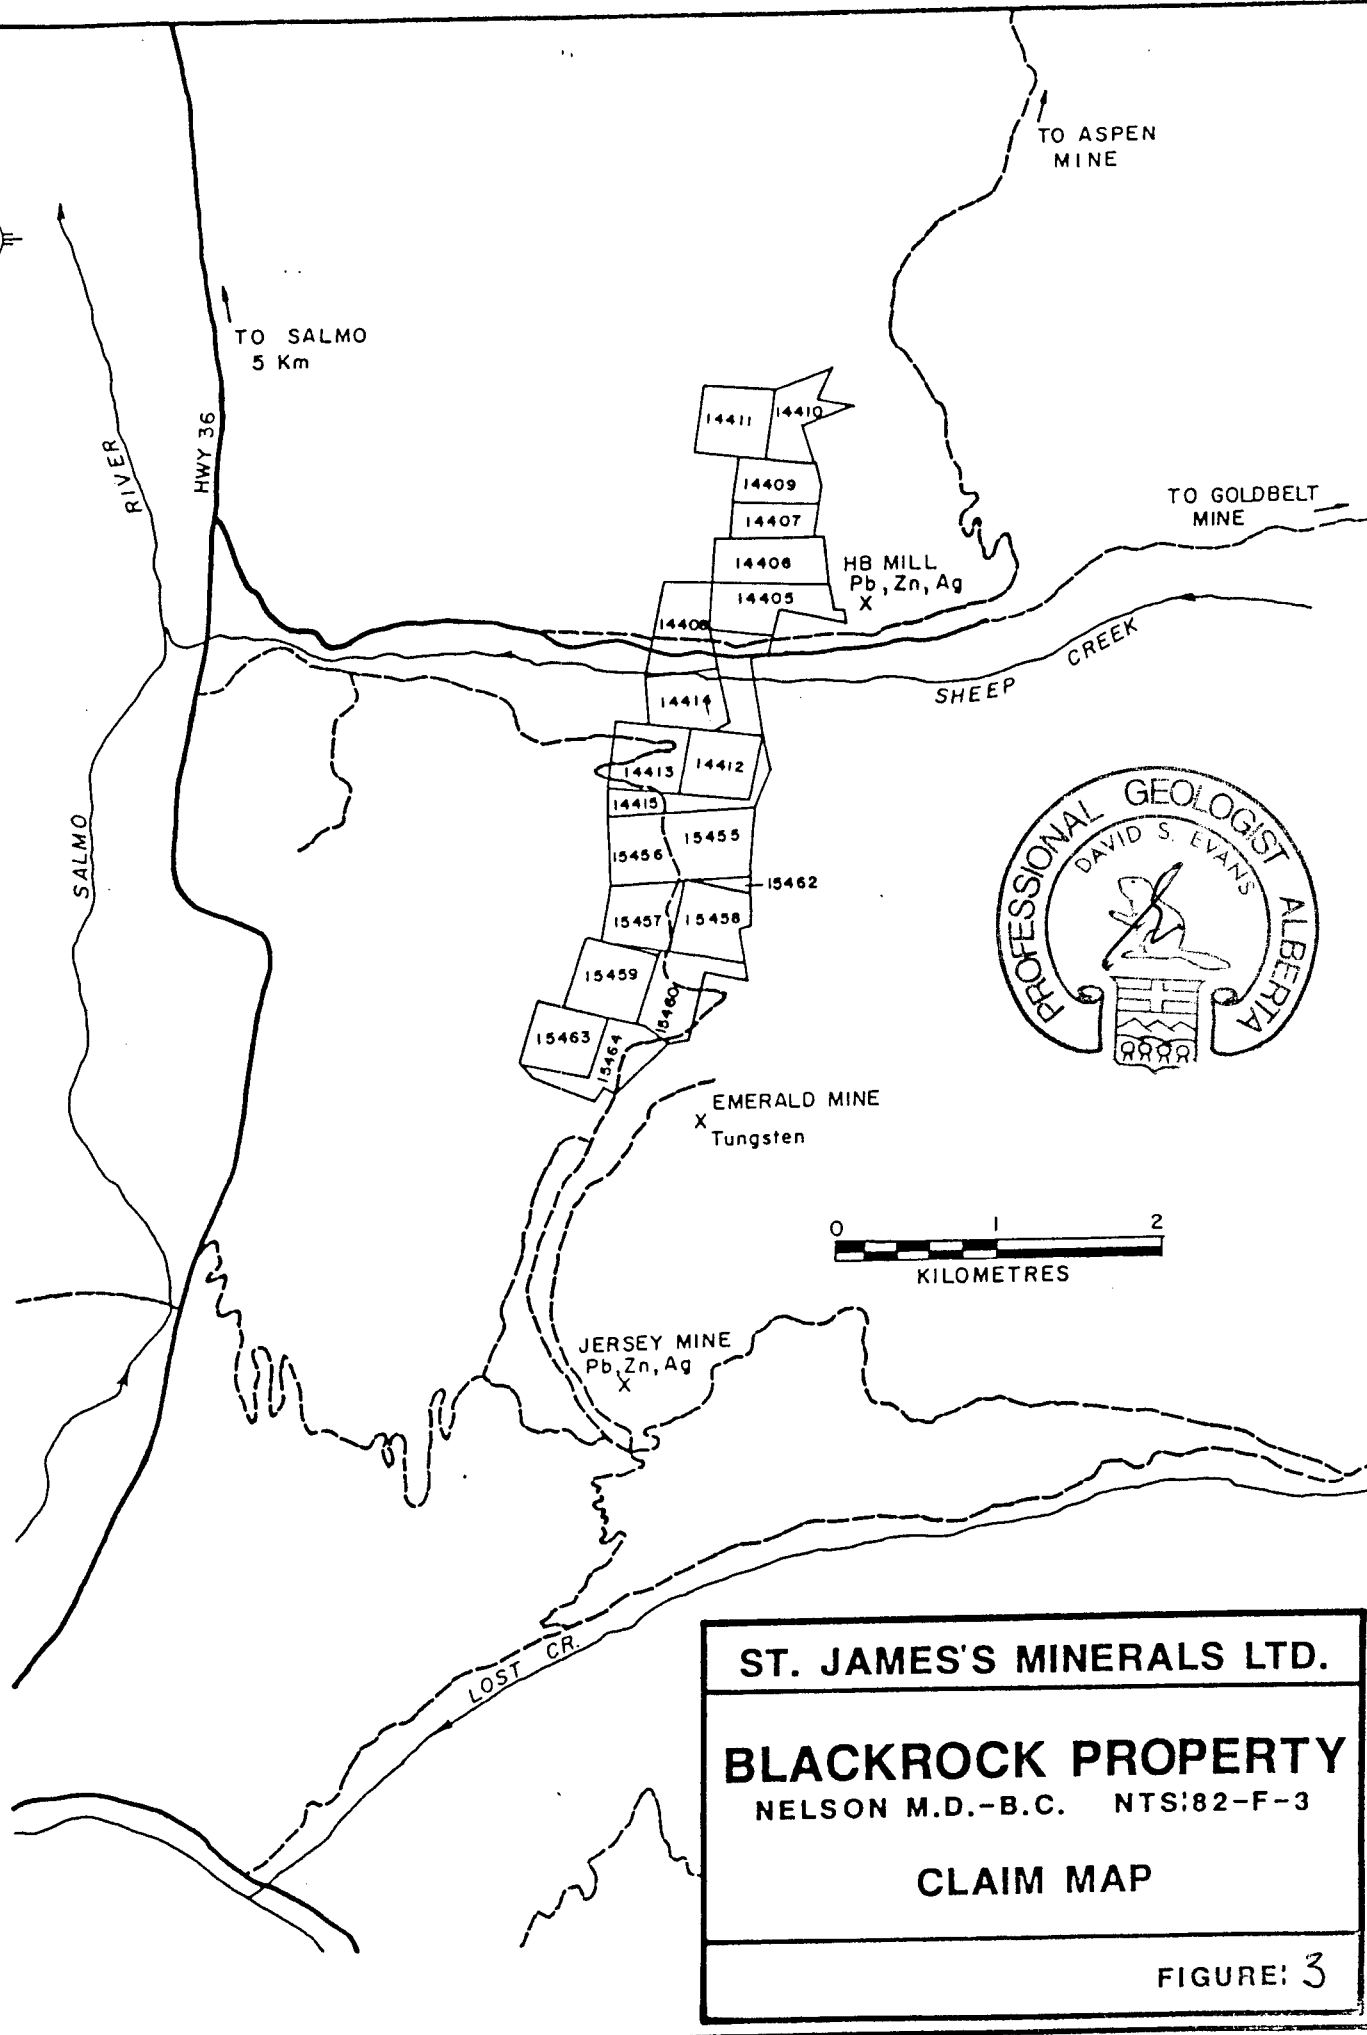 TO ASPEN
MINE
TO SALMO
5 Km
HWY 36
RIVER
14411
14410
14409
14407
14406
14405
14408
HB MILL
Pb, Zn, Ag
X
TO GOLDBELT
MINE
SHEEP CREEK
14414
14413
14412
14415
15455
15456
15462
15457
15458
15459
15460
15463
15464
SALMO
PROFESSIONAL GEOLOGIST ALBERTA
DAVID S. EVANS
EMERALD MINE
X
Tungsten
0 1 2
KILOMETRES
JERSEY MINE
Pb, Zn, Ag
X
LOST CR.
ST. JAMES'S MINERALS LTD.
BLACKROCK PROPERTY
NELSON M.D.-B.C. NTS:82-F-3
CLAIM MAP
FIGURE: 3